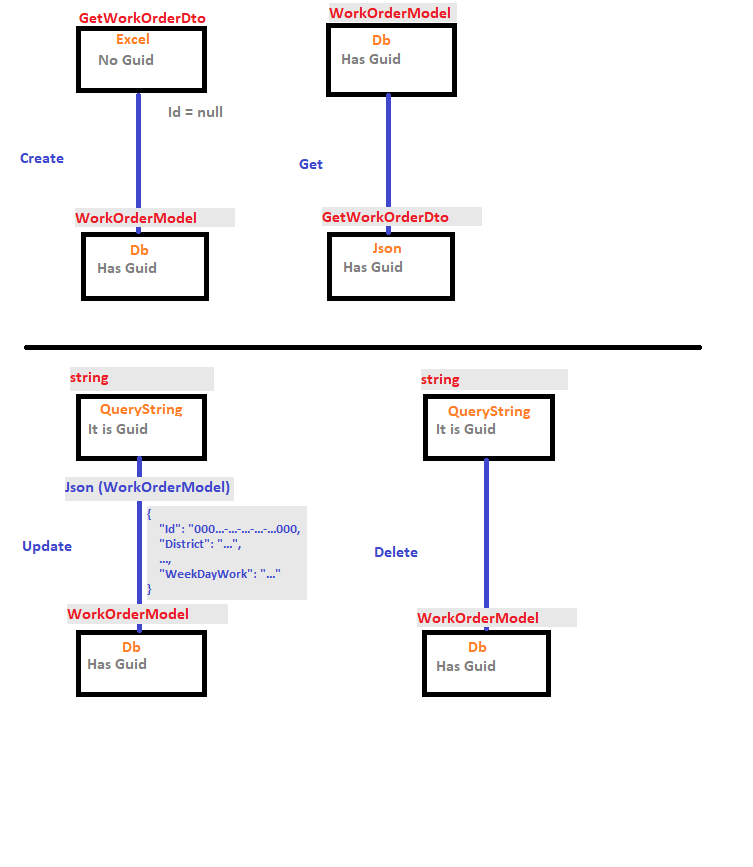 GetWorkOrderDto
Excel
No Guid
Id = null
Create
WorkOrderModel
Db
Has Guid
WorkOrderModel
Db
Has Guid
Get
GetWorkOrderDto
Json
Has Guid
string
QueryString
It is Guid
Json (WorkOrderModel)
{
"Id": "000...-...-...-...-...000,
"District": "...",
...,
"WeekDayWork": "..."
}
Update
WorkOrderModel
Db
Has Guid
string
QueryString
It is Guid
Delete
WorkOrderModel
Db
Has Guid